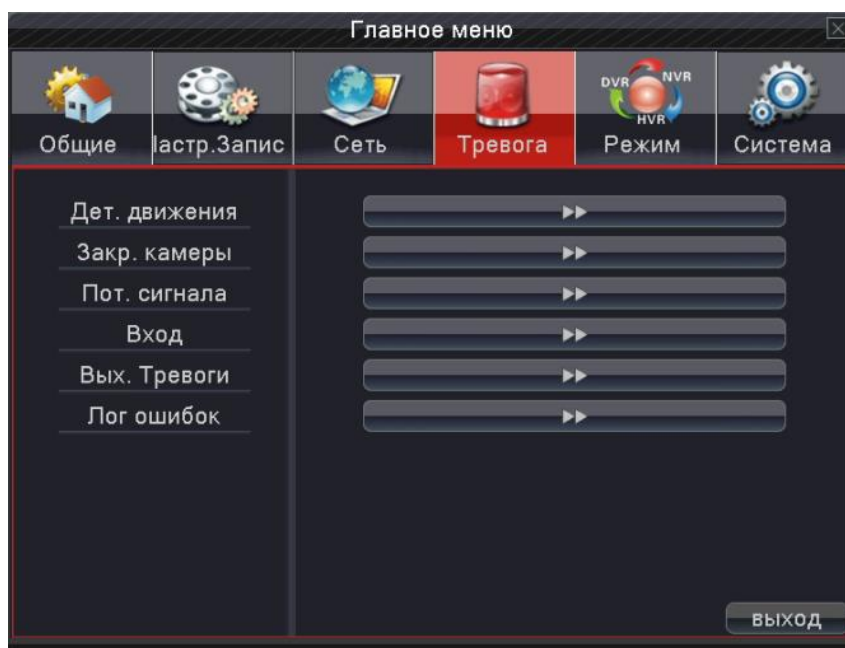 Главное меню
DVR NVR
HVR
Общие Настр.Запис Сеть Тревога Режим Система
Дет. движения
Закр. камеры
Пот. сигнала
Вход
Вых. Тревоги
Лог ошибок
выход